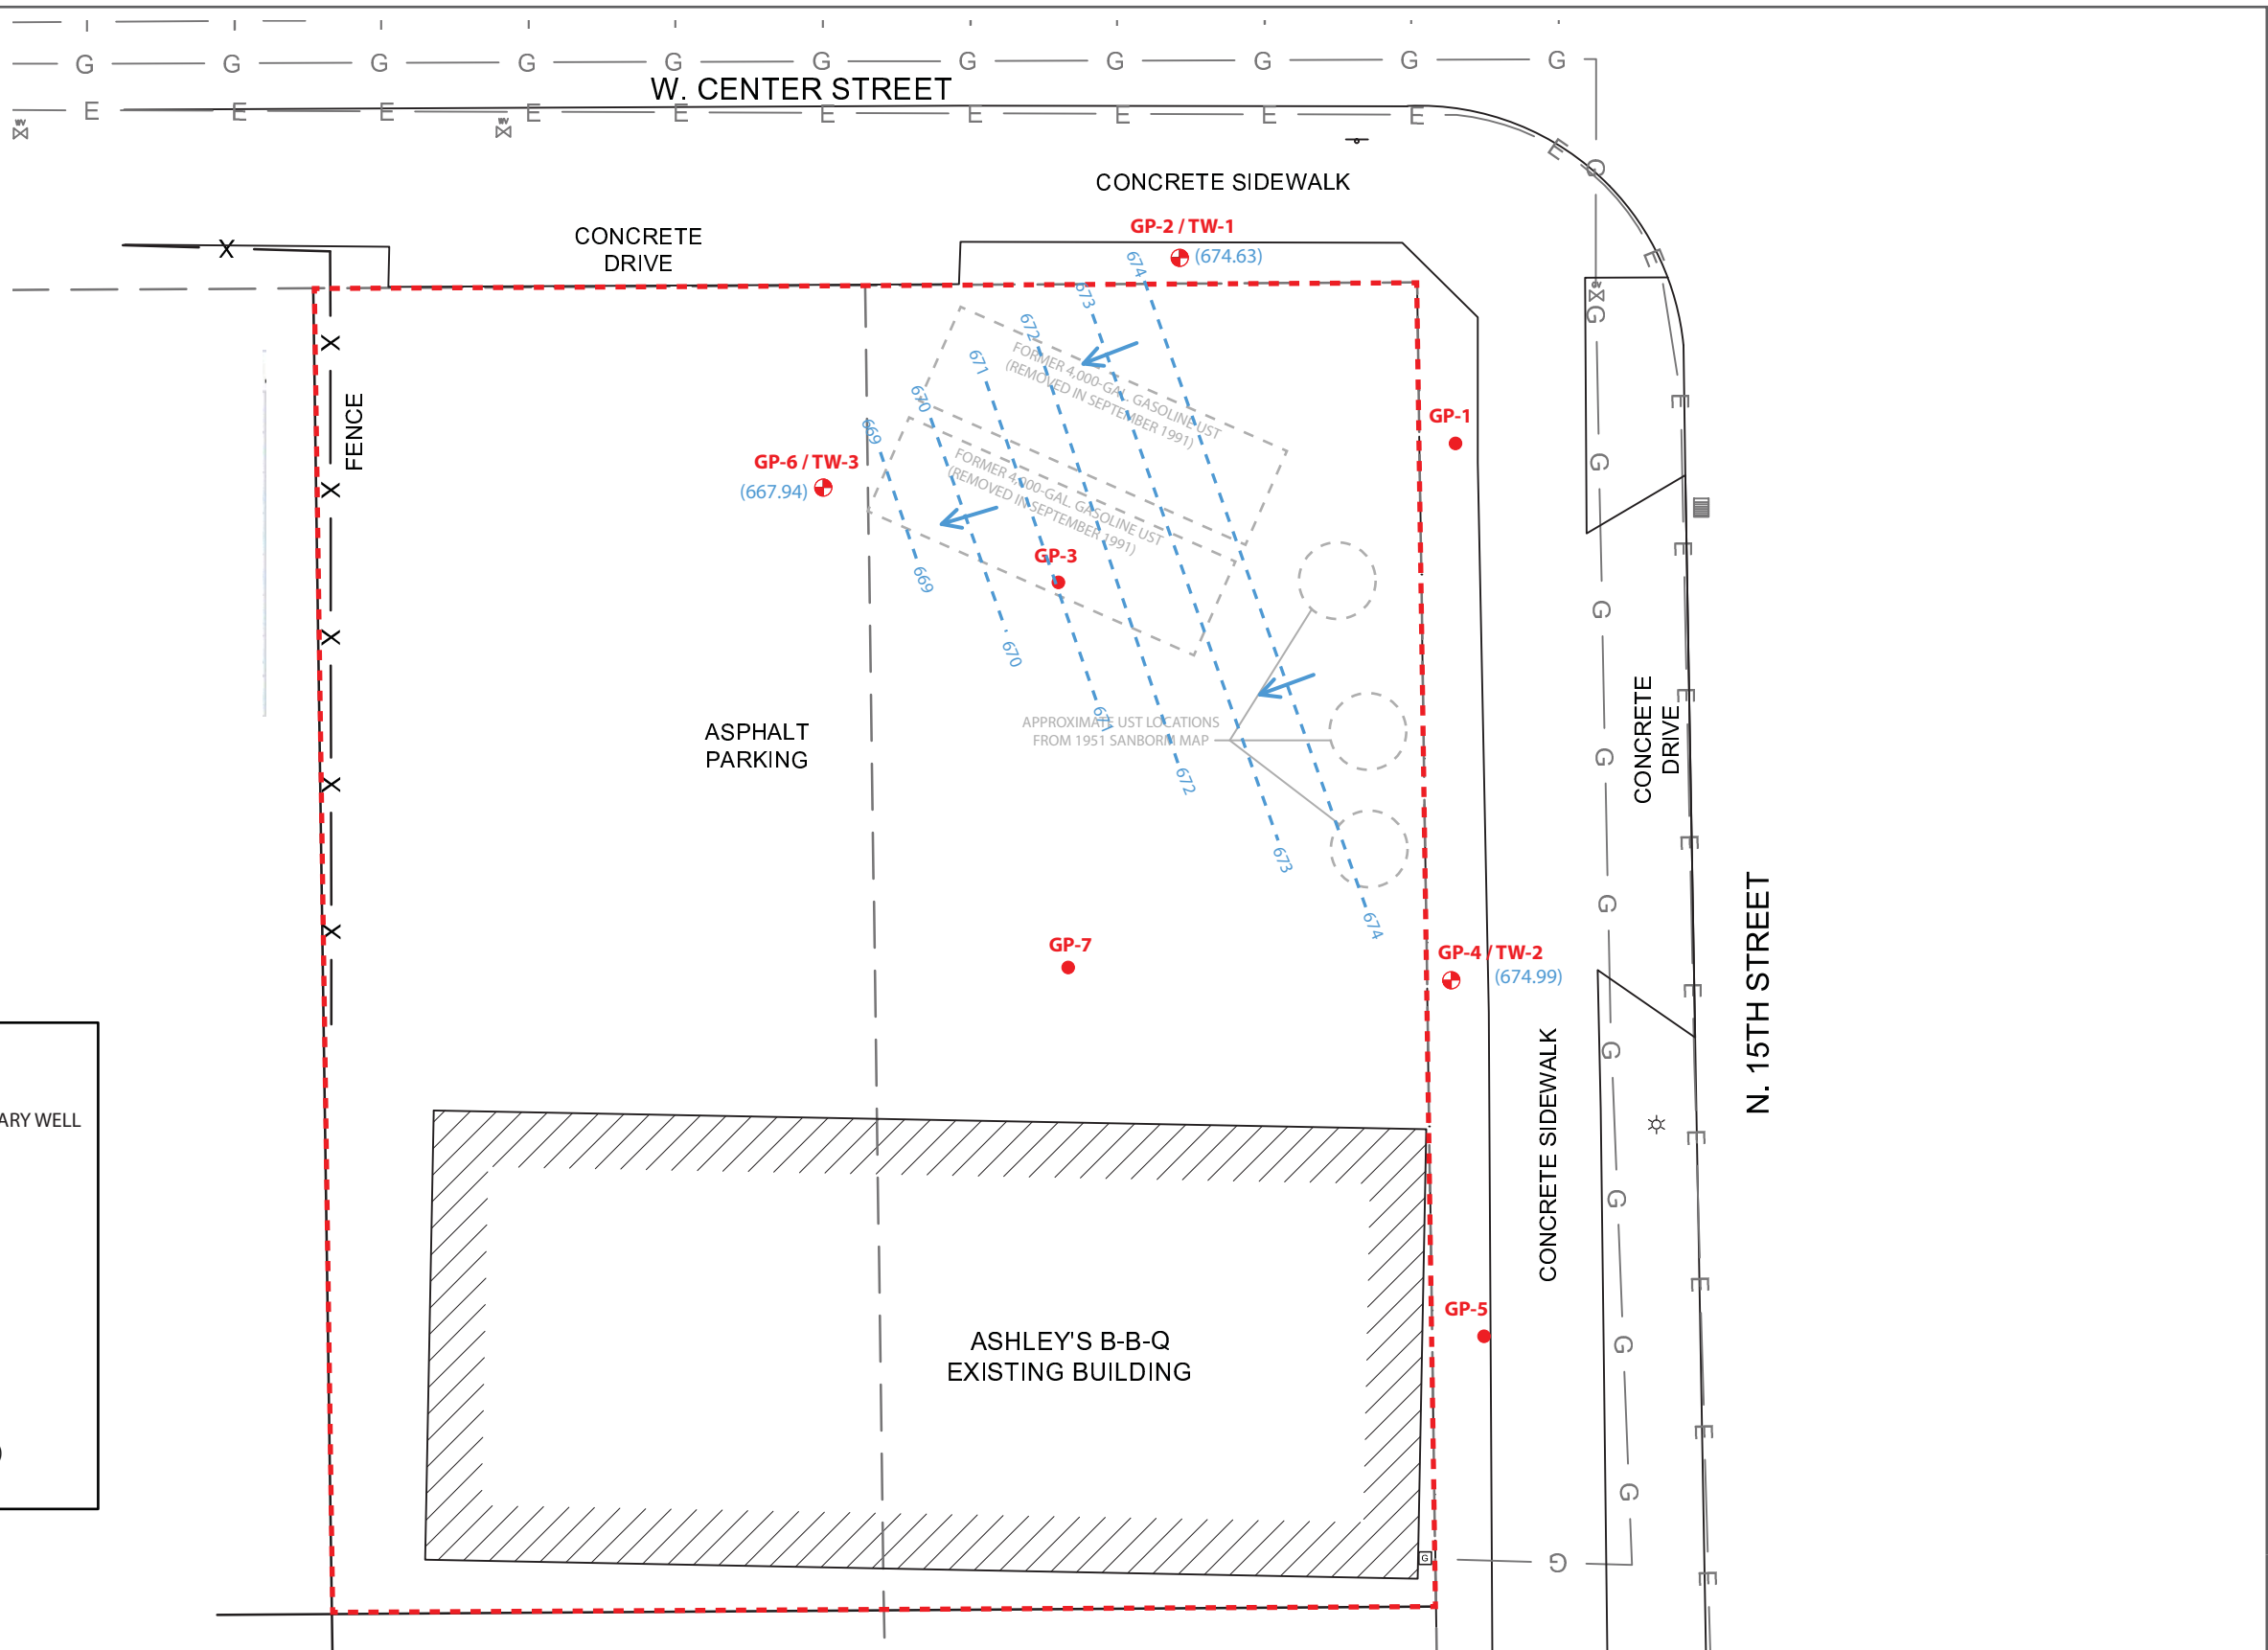 G G G G G G G G G G G
W. CENTER STREET
E E E E E E E E E E
WV
WV
E
G
CONCRETE SIDEWALK
GP-2 / TW-1
(674.63)
CONCRETE
DRIVE
X
E
G
674
673
672
671
670
669
FORMER 4,000-GAL. GASOLINE UST
(REMOVED IN SEPTEMBER 1991)
FORMER 4,000-GAL. GASOLINE UST
(REMOVED IN SEPTEMBER 1991)
X
FENCE
GP-1
E
GP-6 / TW-3
(667.94)
G
X
GP-3
E
669
G
X
670
E
671
APPROXIMATE UST LOCATIONS
FROM 1951 SANBORN MAP
ASPHALT
PARKING
CONCRETE
DRIVE
G
X
672
E
673
G
674
X
GP-7
GP-4 / TW-2
(674.99)
E
N. 15TH STREET
G
ARY WELL
CONCRETE SIDEWALK
E
G
E
GP-5
G
ASHLEY'S B-B-Q
EXISTING BUILDING
E
)
G
G
G
E